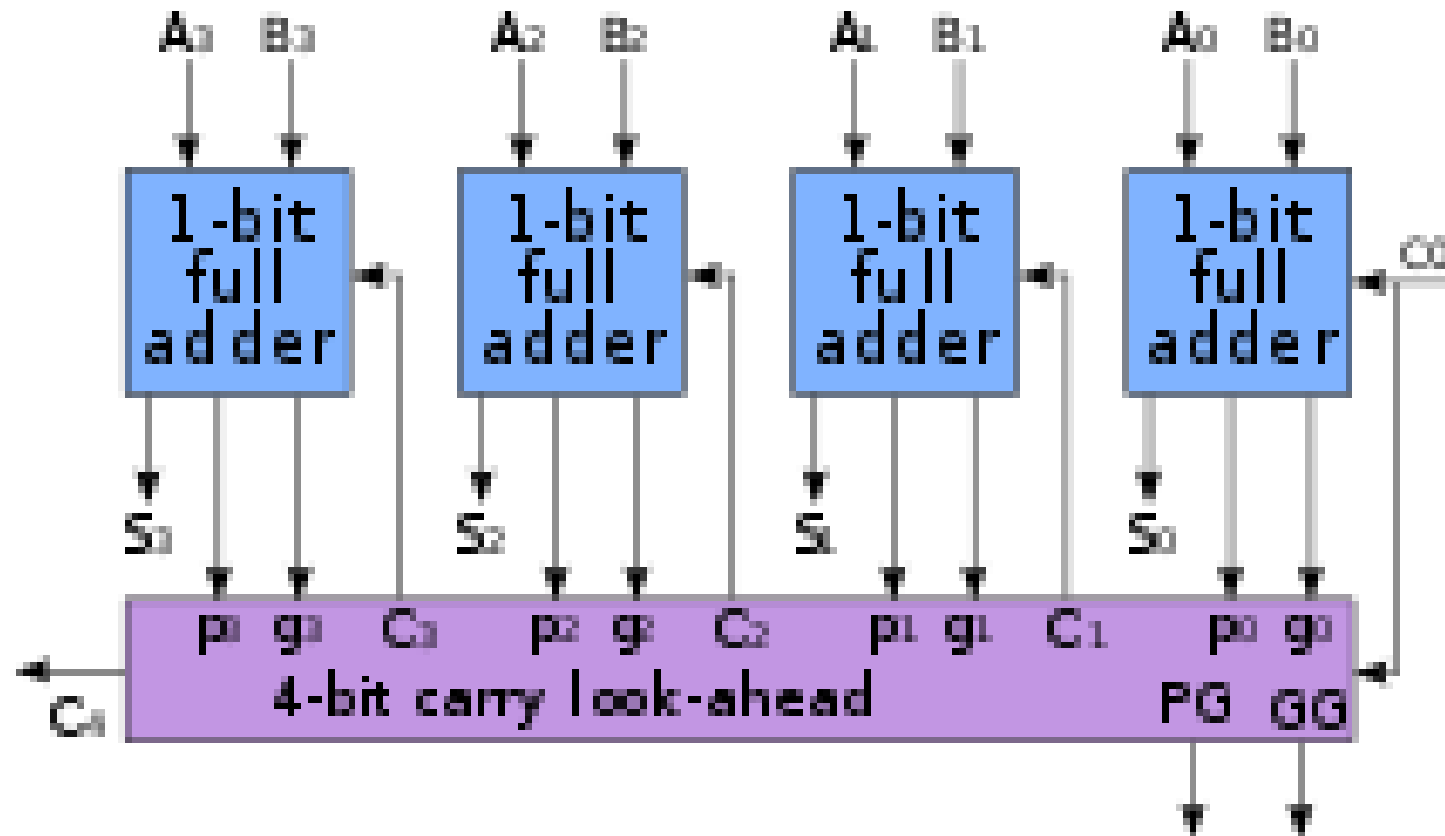 A3 B3 A2 B2 A1 B1 A0 B0
1-bit full adder 1-bit full adder 1-bit full adder 1-bit full adder
C0
S3 S2 S1 S0
p3 g3 C3 p2 g2 C2 p1 g1 C1 p0 g0
4-bit carry look-ahead PG GG
C4